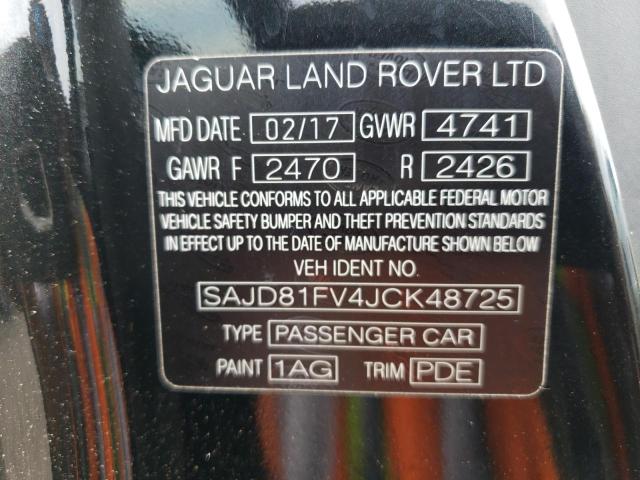 JAGUAR LAND ROVER LTD
MFD DATE 02/17 GVWR 4741
GAWR F 2470 R 2426
THIS VEHICLE CONFORMS TO ALL APPLICABLE FEDERAL MOTOR
VEHICLE SAFETY BUMPER AND THEFT PREVENTION STANDARDS
IN EFFECT UP TO THE DATE OF MANUFACTURE SHOWN BELOW
VEH IDENT NO.
SAJD81FV4JCK48725
TYPE PASSENGER CAR
PAINT 1AG TRIM PDE